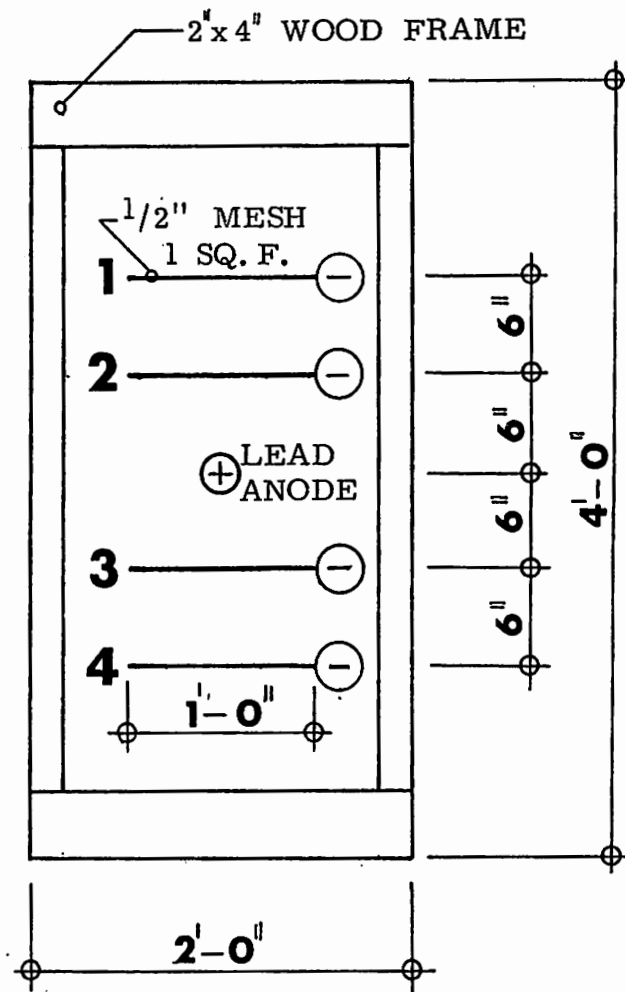 2"x 4" WOOD FRAME
1/2" MESH
1 SQ. F.
1 −
6"
2 −
6"
+ LEAD
ANODE
4'-0"
6"
3 −
6"
4 −
1'-0"
2'-0"